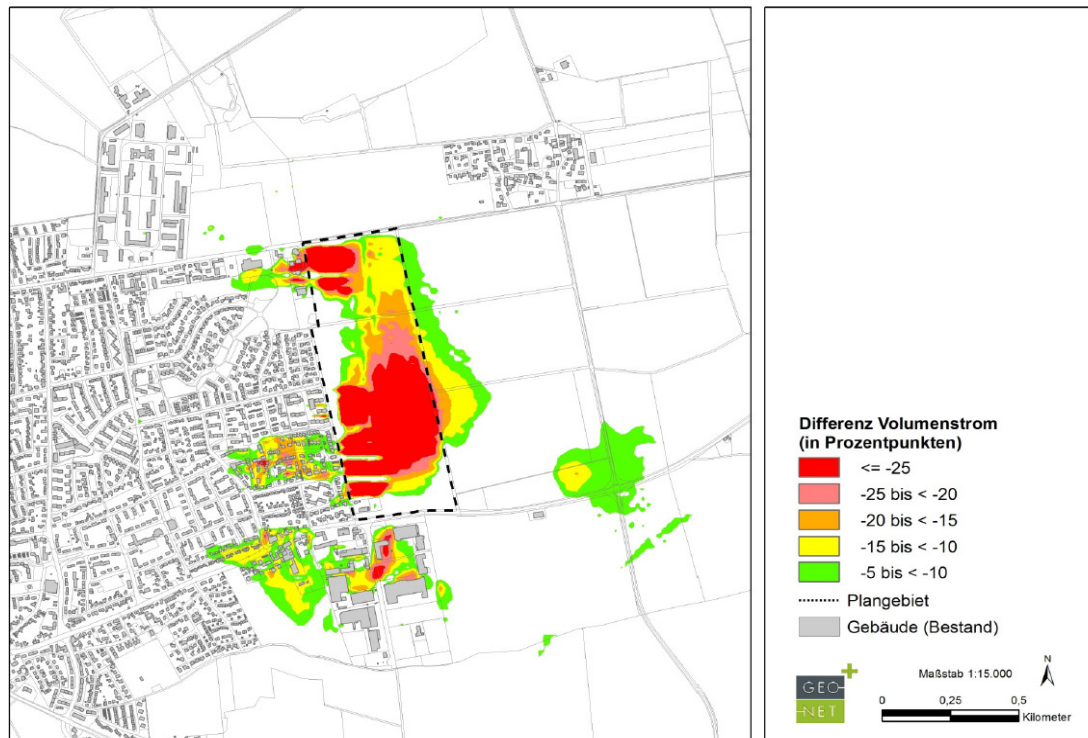 Differenz Volumenstrom
(in Prozentpunkten)
<= -25
-25 bis < -20
-20 bis < -15
-15 bis < -10
-5 bis < -10
Plangebiet
Gebäude (Bestand)
GEO
NET
Maßstab 1:15.000
N
0 0,25 0,5
Kilometer